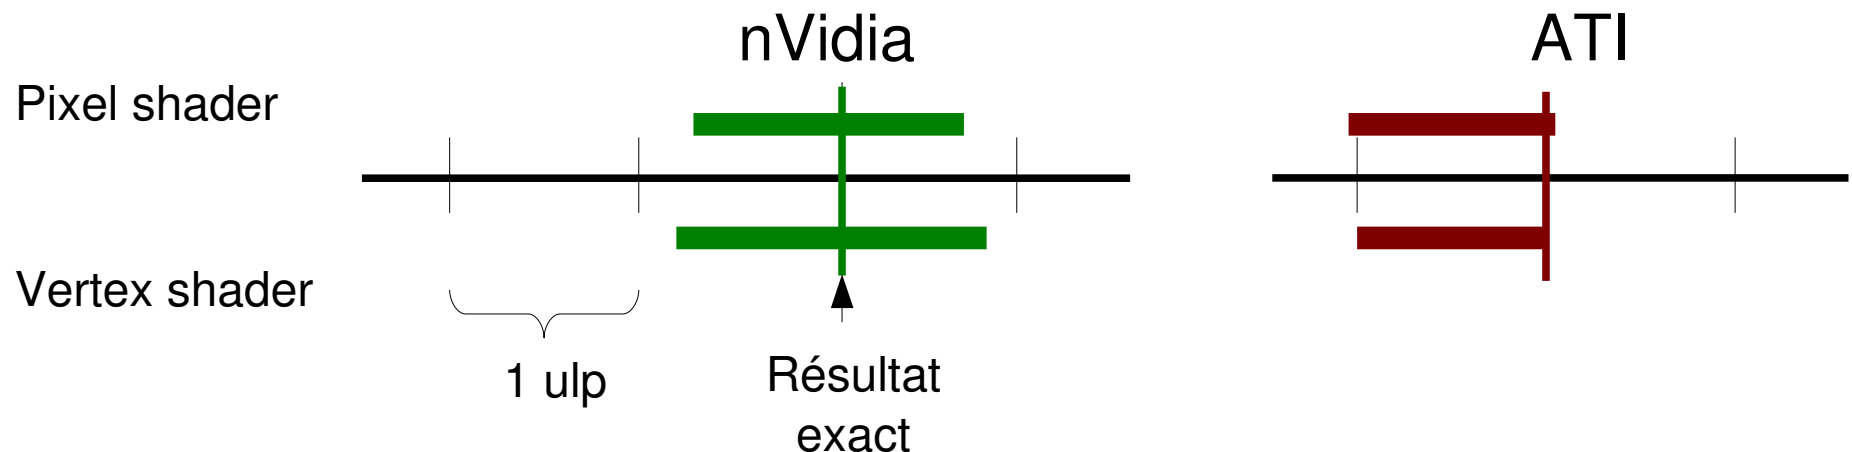 nVidia
ATI
Pixel shader
Vertex shader
1 ulp
Résultat
exact